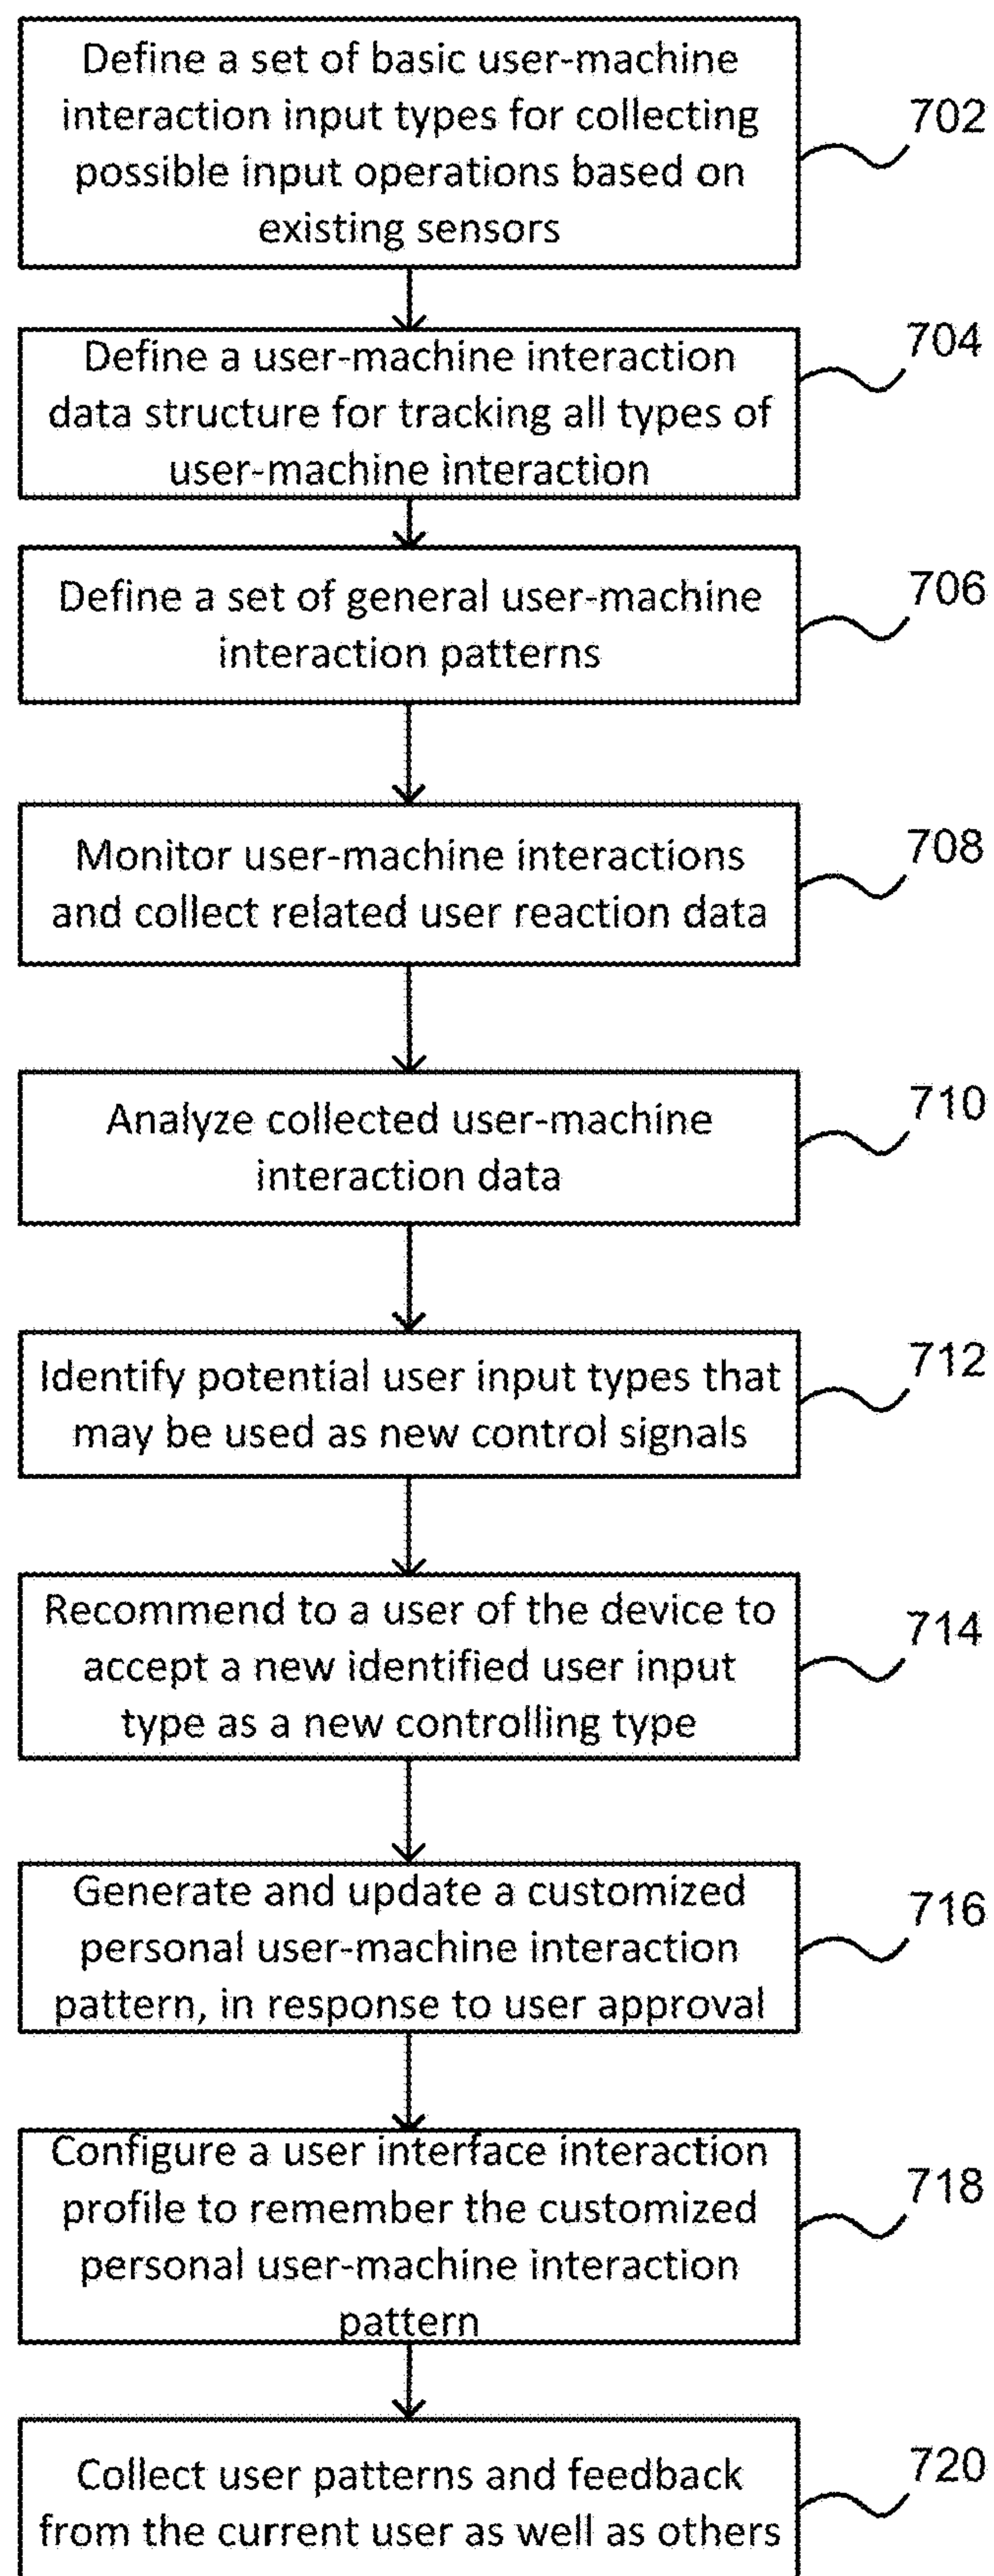 Define a set of basic user-machine
interaction input types for collecting
possible input operations based on
existing sensors
702
Define a user-machine interaction
data structure for tracking all types of
user-machine interaction
704
Define a set of general user-machine
interaction patterns
706
Monitor user-machine interactions
and collect related user reaction data
708
Analyze collected user-machine
interaction data
710
Identify potential user input types that
may be used as new control signals
712
Recommend to a user of the device to
accept a new identified user input
type as a new controlling type
714
Generate and update a customized
personal user-machine interaction
pattern, in response to user approval
716
Configure a user interface interaction
profile to remember the customized
personal user-machine interaction
pattern
718
Collect user patterns and feedback
from the current user as well as others
720